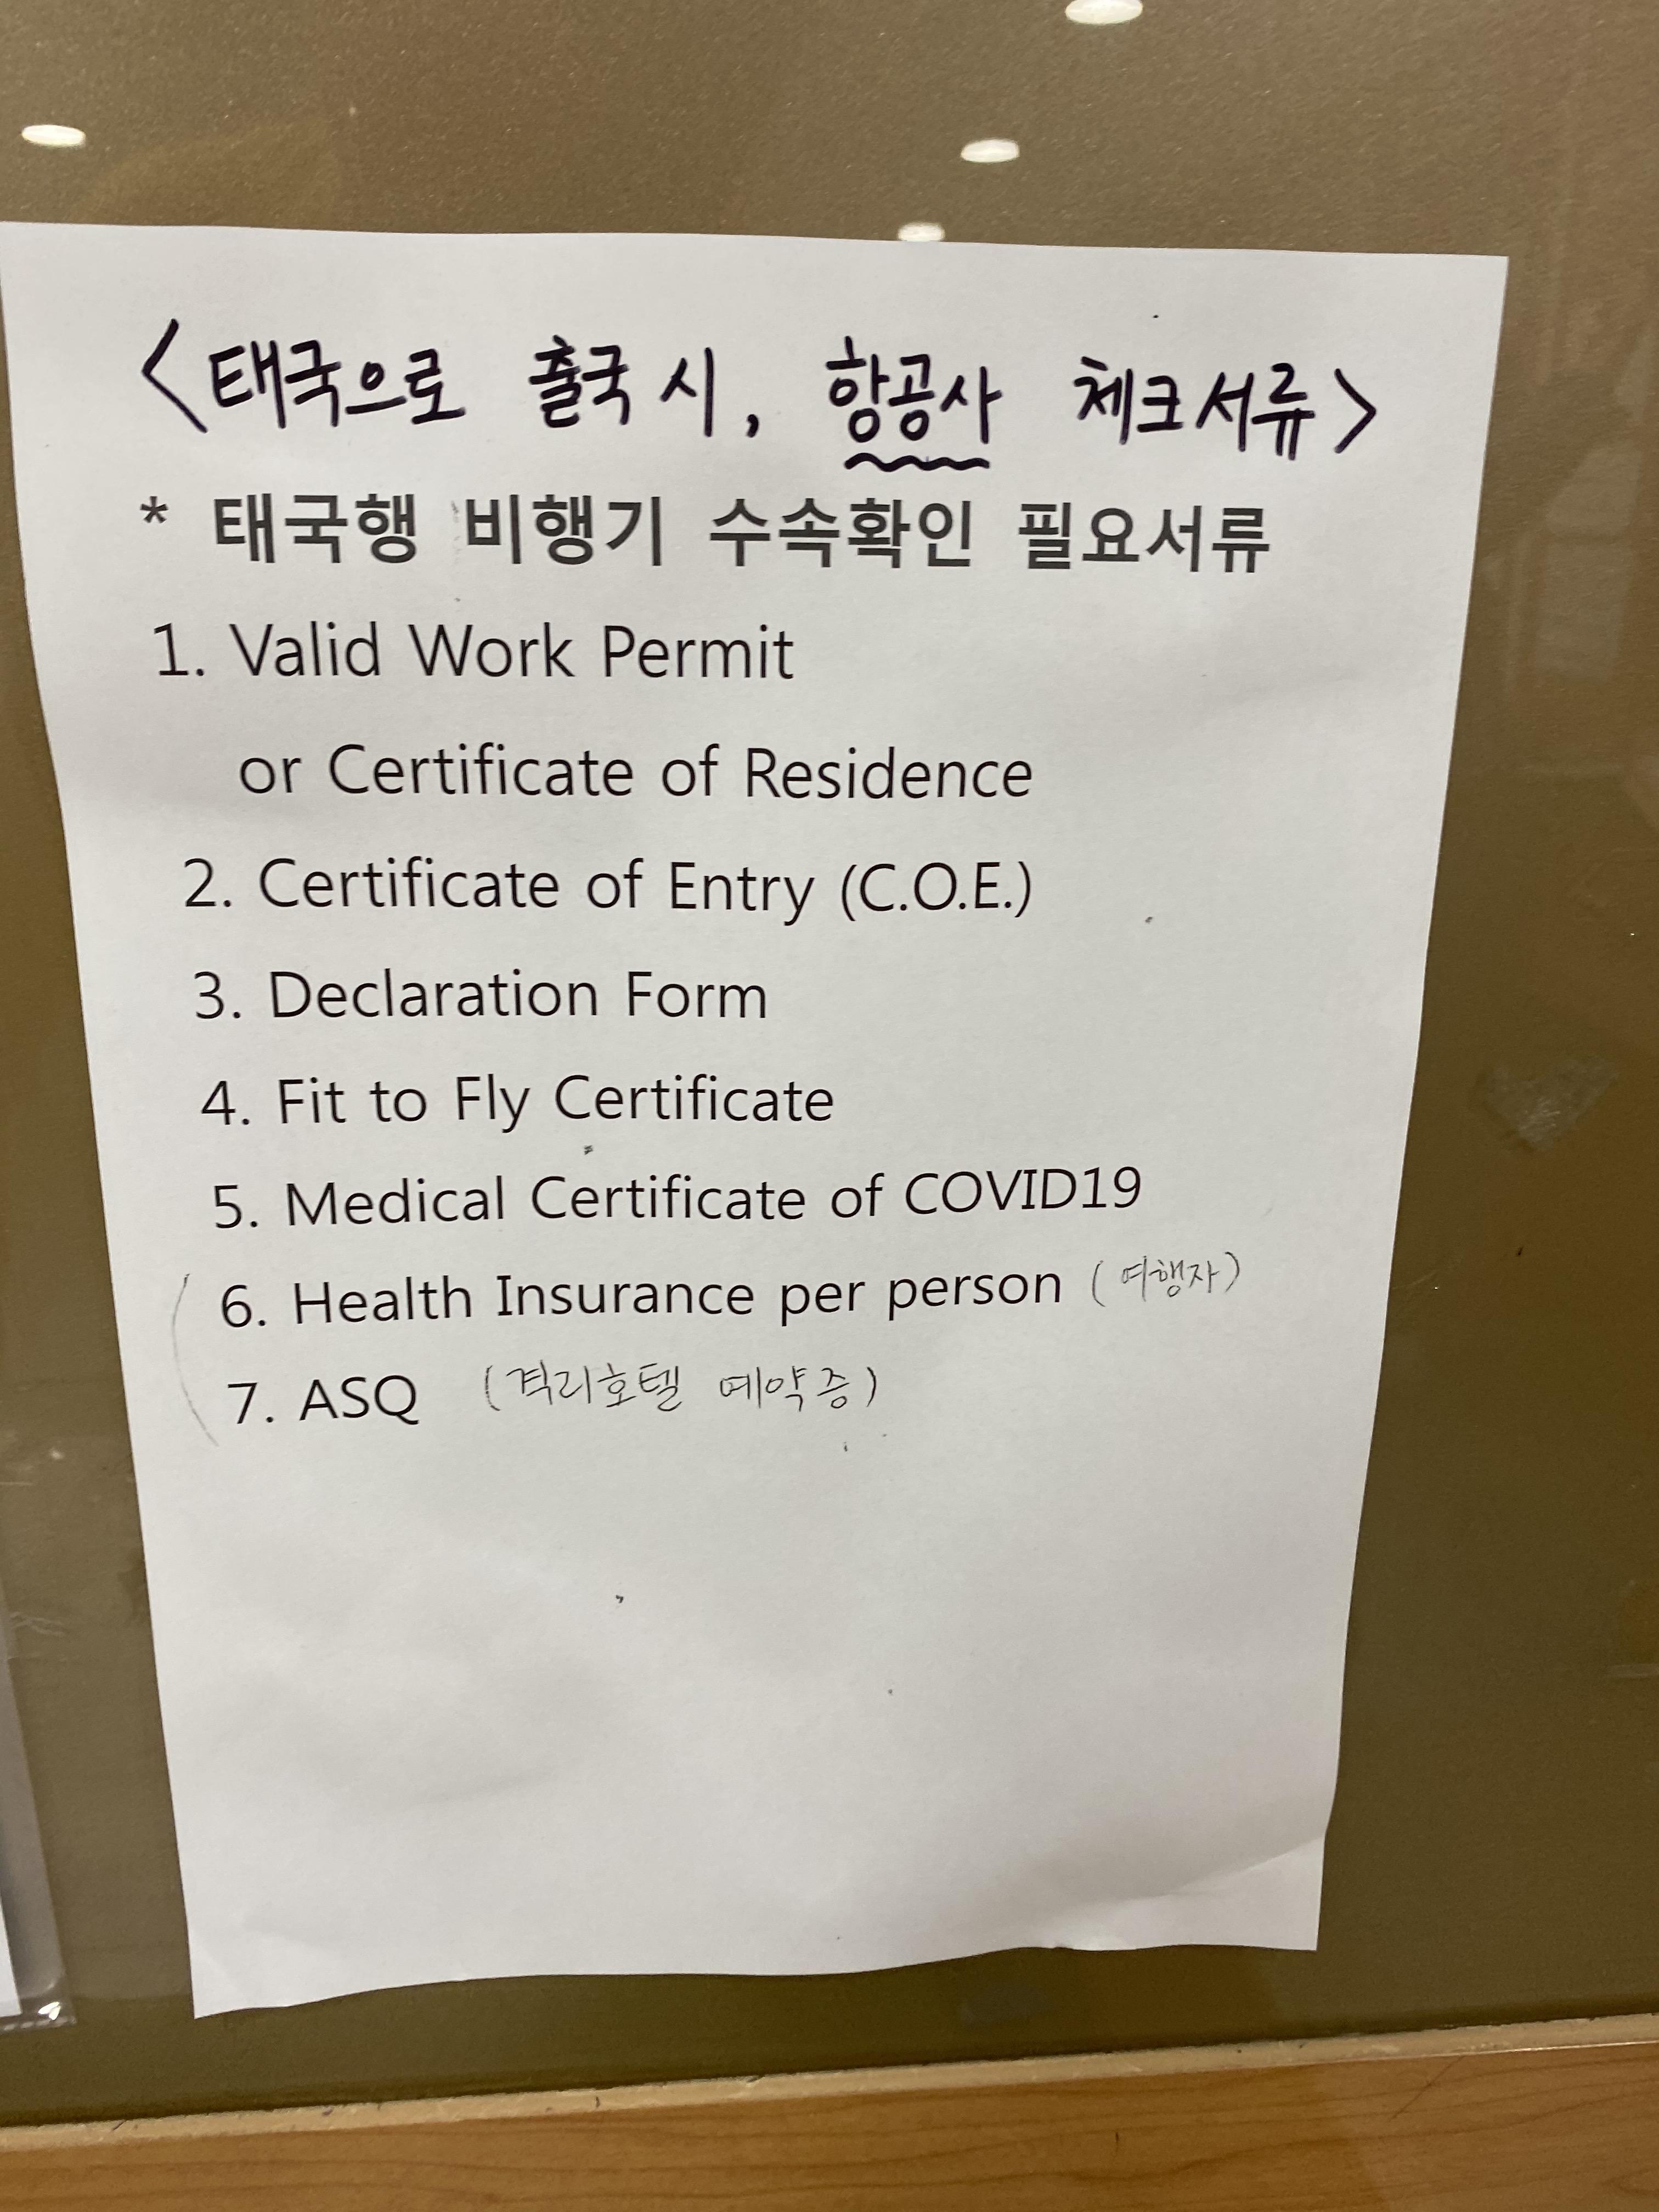 <태국으로 출국 시, 항공사 체크서류>
* 태국행 비행기 수속확인 필요서류
1. Valid Work Permit
or Certificate of Residence
2. Certificate of Entry (C.O.E.)
3. Declaration Form
4. Fit to Fly Certificate
5. Medical Certificate of COVID19
6. Health Insurance per person (여행자)
7. ASQ (격리호텔 예약증)